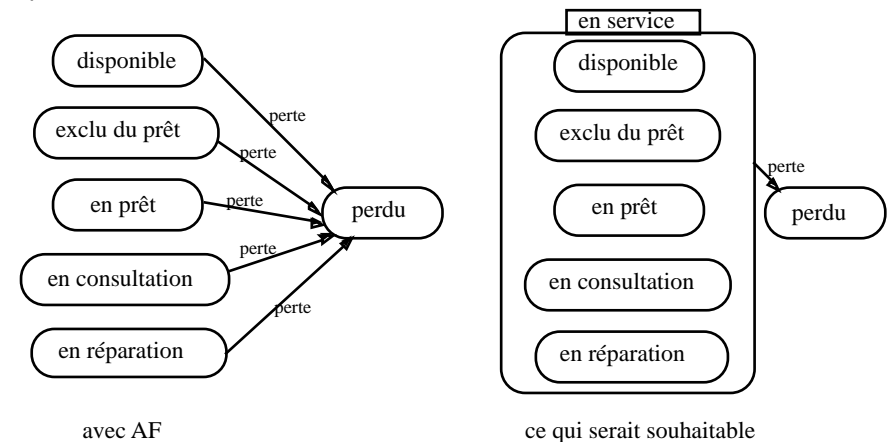 disponible
perte
exclu du prêt
perte
en prêt
perte
perdu
perte
en consultation
perte
en réparation
avec AF
en service
disponible
exclu du prêt
perte
en prêt
perdu
en consultation
en réparation
ce qui serait souhaitable